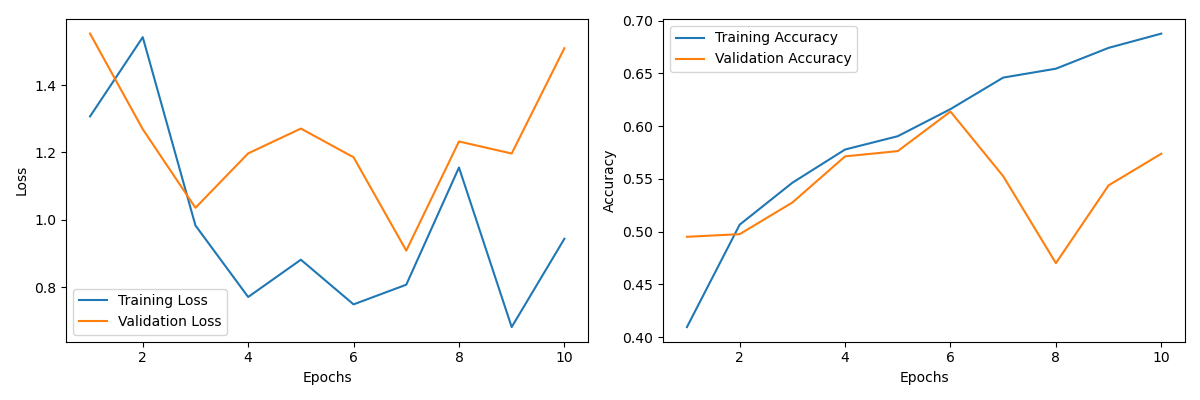 1.4
1.2
1.0
0.8
Loss
Training Loss
Validation Loss
2 4 6 8 10
Epochs
0.70
0.65
0.60
0.55
0.50
0.45
0.40
Accuracy
Training Accuracy
Validation Accuracy
2 4 6 8 10
Epochs